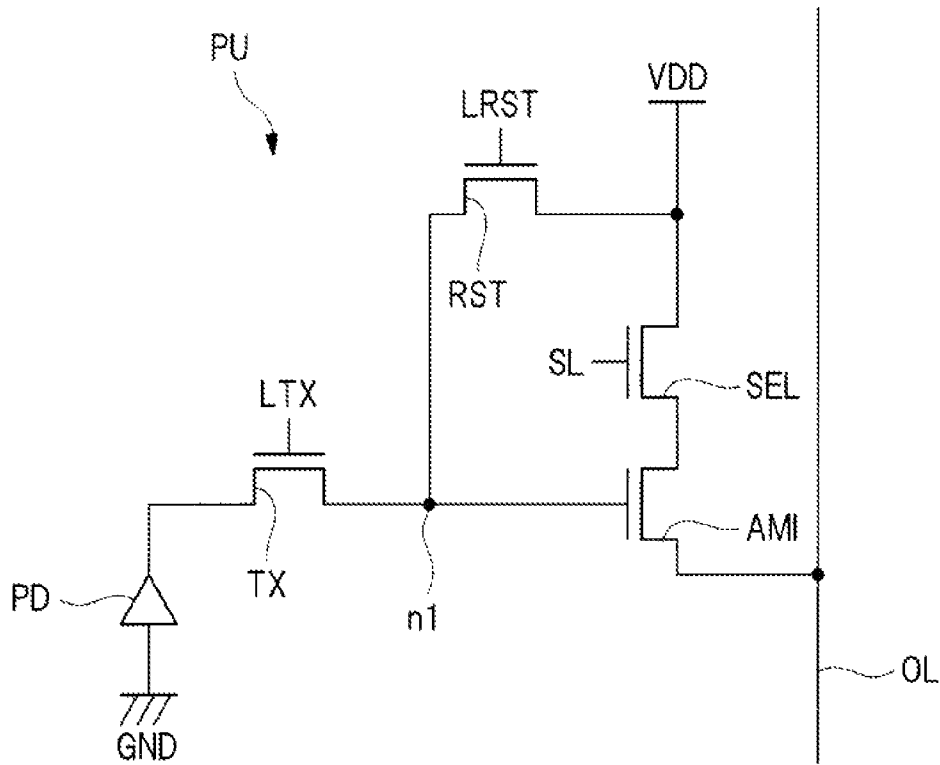 PU
VDD
LRST
RST
SL
SEL
LTX
AMI
TX
PD
n1
OL
GND